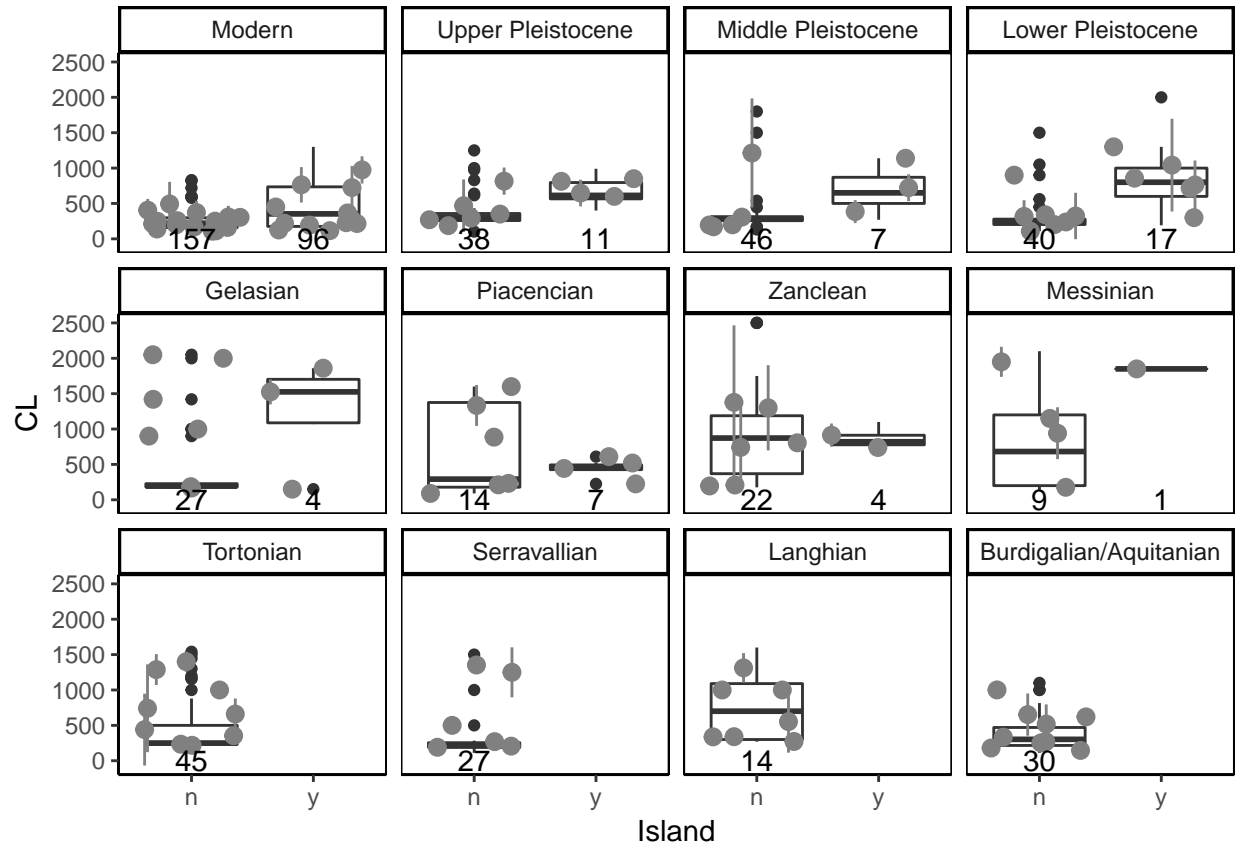 Modern Upper Pleistocene Middle Pleistocene Lower Pleistocene
2500
2000
1500
1000
500
0
157 96 38 11 46 7 40 17
Gelasian Piacencian Zanclean Messinian
2500
2000
1500
1000
500
0
27 4 14 7 22 4 9 1
CL
Tortonian Serravallian Langhian Burdigalian/Aquitanian
2500
2000
1500
1000
500
0
45 27 14 30
n y n y n y n y
Island